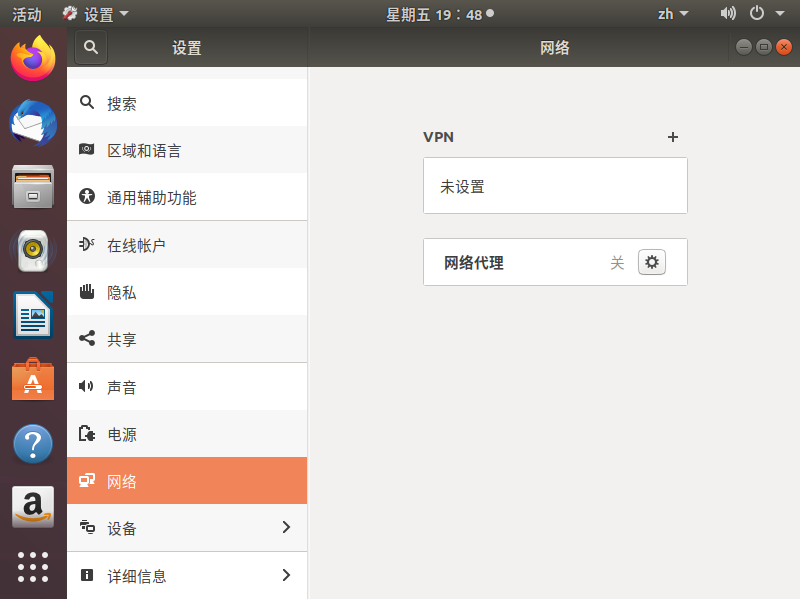 活动 设置 星期五 19：48 zh
设置 网络
搜索
区域和语言
通用辅助功能
在线帐户
隐私
共享
声音
电源
网络
设备
详细信息
VPN +
未设置
网络代理 关